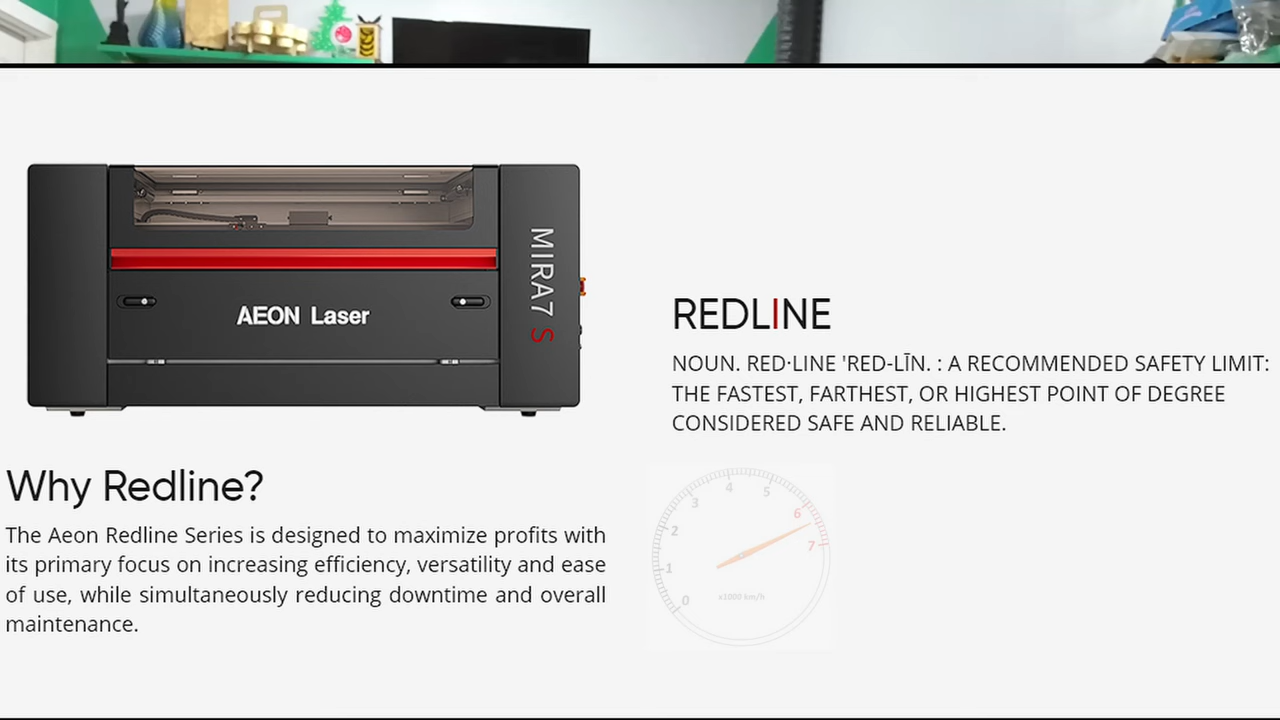 AEON Laser
MIRA7 S
REDLINE
NOUN. RED·LINE 'RED-LĪN. : A RECOMMENDED SAFETY LIMIT:
THE FASTEST, FARTHEST, OR HIGHEST POINT OF DEGREE
CONSIDERED SAFE AND RELIABLE.
Why Redline?
The Aeon Redline Series is designed to maximize profits with
its primary focus on increasing efficiency, versatility and ease
of use, while simultaneously reducing downtime and overall
maintenance.
0
1
2
3
4
5
6
7
x1000 km/h